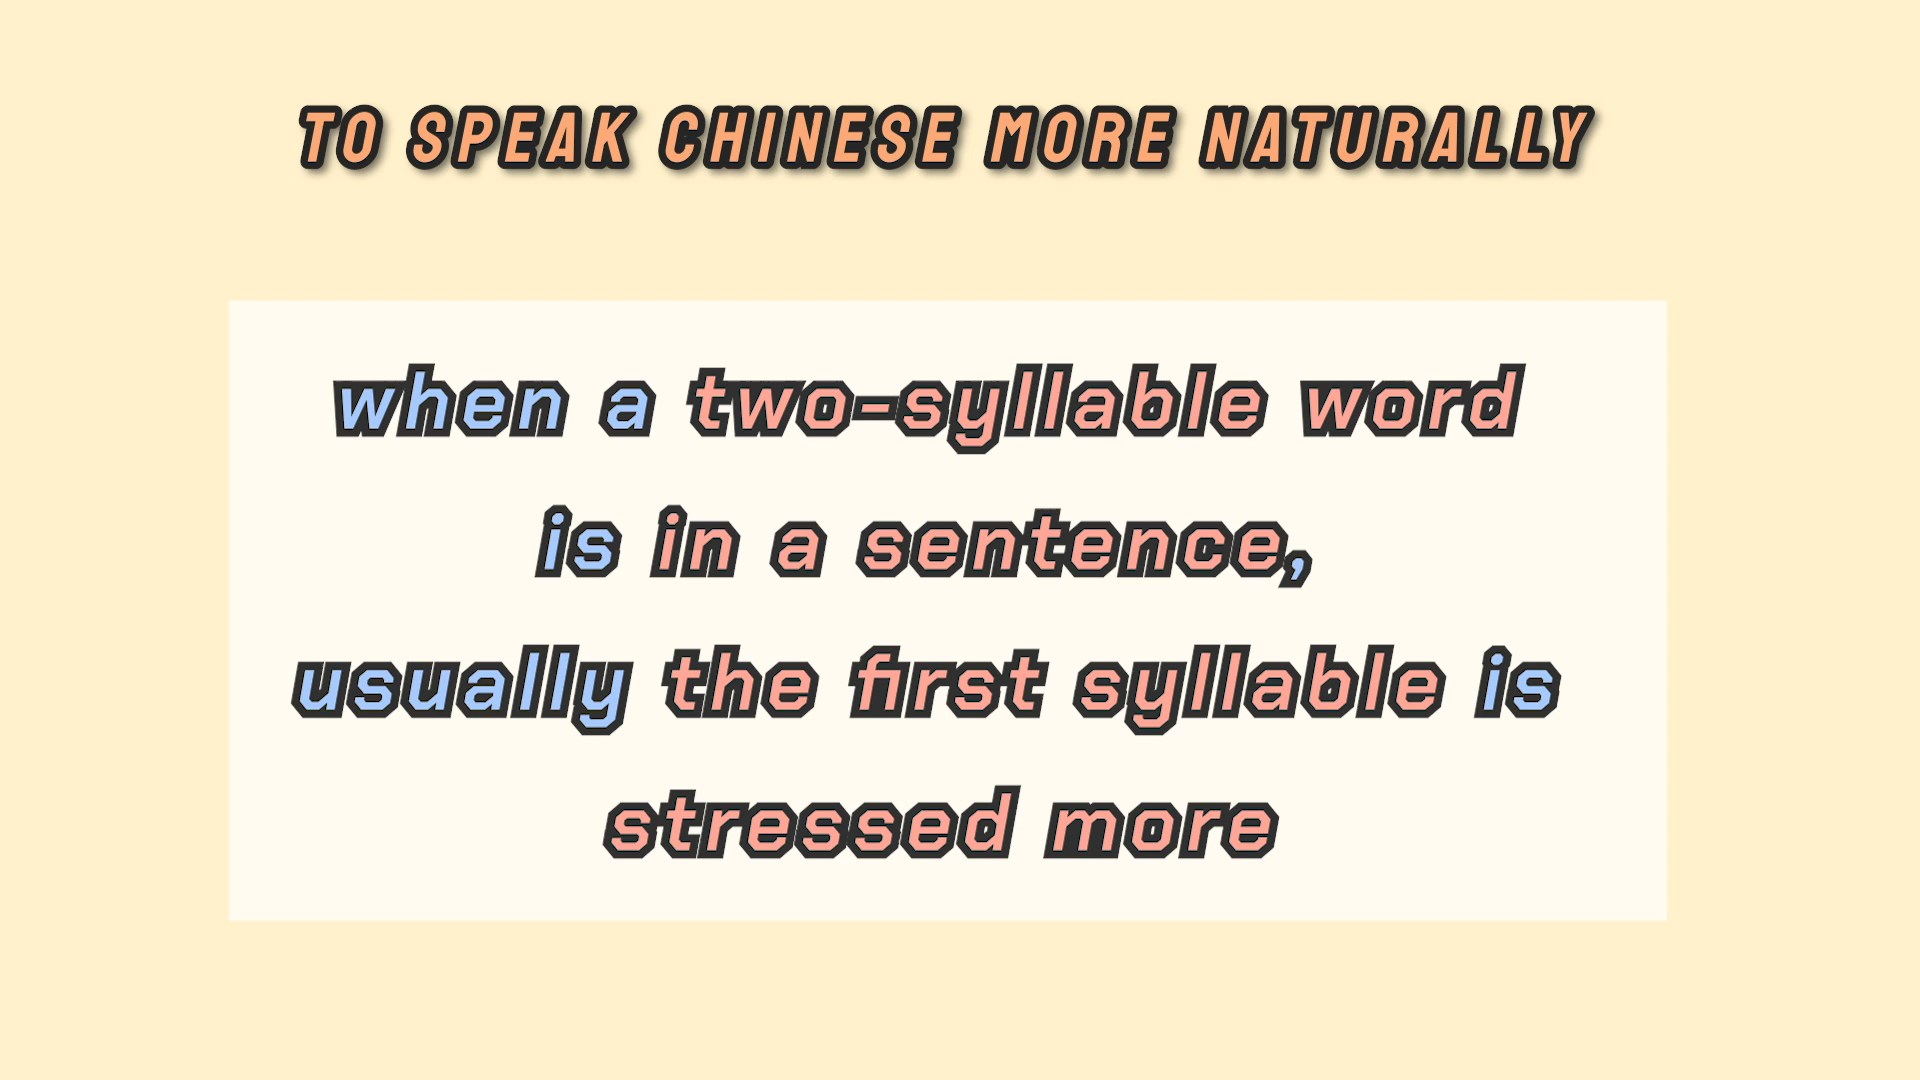 TO SPEAK CHINESE MORE NATURALLY
when a two-syllable word
is in a sentence,
usually the first syllable is
stressed more